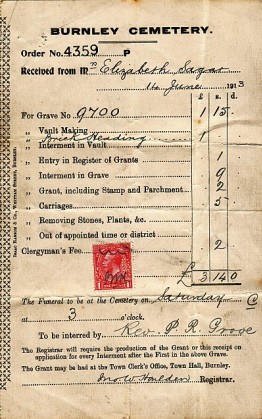 BURNLEY CEMETERY.
Order No. 4359 P
Received from Mrs Elizabeth Sagar
14 June 1913
£ s. d.
For Grave No 9700 1 15
" Vault Making
Brick Heading 1
" Interment in Vault
" Entry in Register of Grants 1
" Interment in Grave 9
" Grant, including Stamp and Parchment 2
" Carriages 5
" Removing Stones, Plants, &c.
" Out of appointed time or district
Clergyman's Fee 2
£ 3 14 0
The Funeral to be at the Cemetery on Saturday
at 3 o'clock.
To be interred by Rev. P. R. Goose
The Registrar will require the production of the Grant or this receipt on
application for every Interment after the First in the above Grave.
The Grant may be had at the Town Clerk's Office, Town Hall, Burnley.
Registrar.